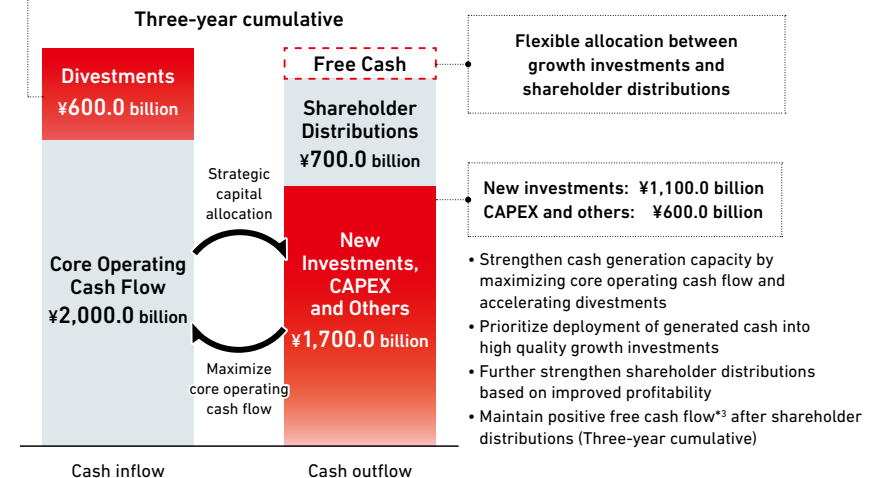 Three-year cumulative
Divestments
¥600.0 billion
Core Operating
Cash Flow
¥2,000.0 billion
Cash inflow
Strategic
capital
allocation
Maximize
core operating
cash flow
Free Cash
Shareholder
Distributions
¥700.0 billion
New
Investments,
CAPEX
and Others
¥1,700.0 billion
Cash outflow
Flexible allocation between
growth investments and
shareholder distributions
New investments: ¥1,100.0 billion
CAPEX and others: ¥600.0 billion
• Strengthen cash generation capacity by
maximizing core operating cash flow and
accelerating divestments
• Prioritize deployment of generated cash into
high quality growth investments
• Further strengthen shareholder distributions
based on improved profitability
• Maintain positive free cash flow*3 after shareholder
distributions (Three-year cumulative)